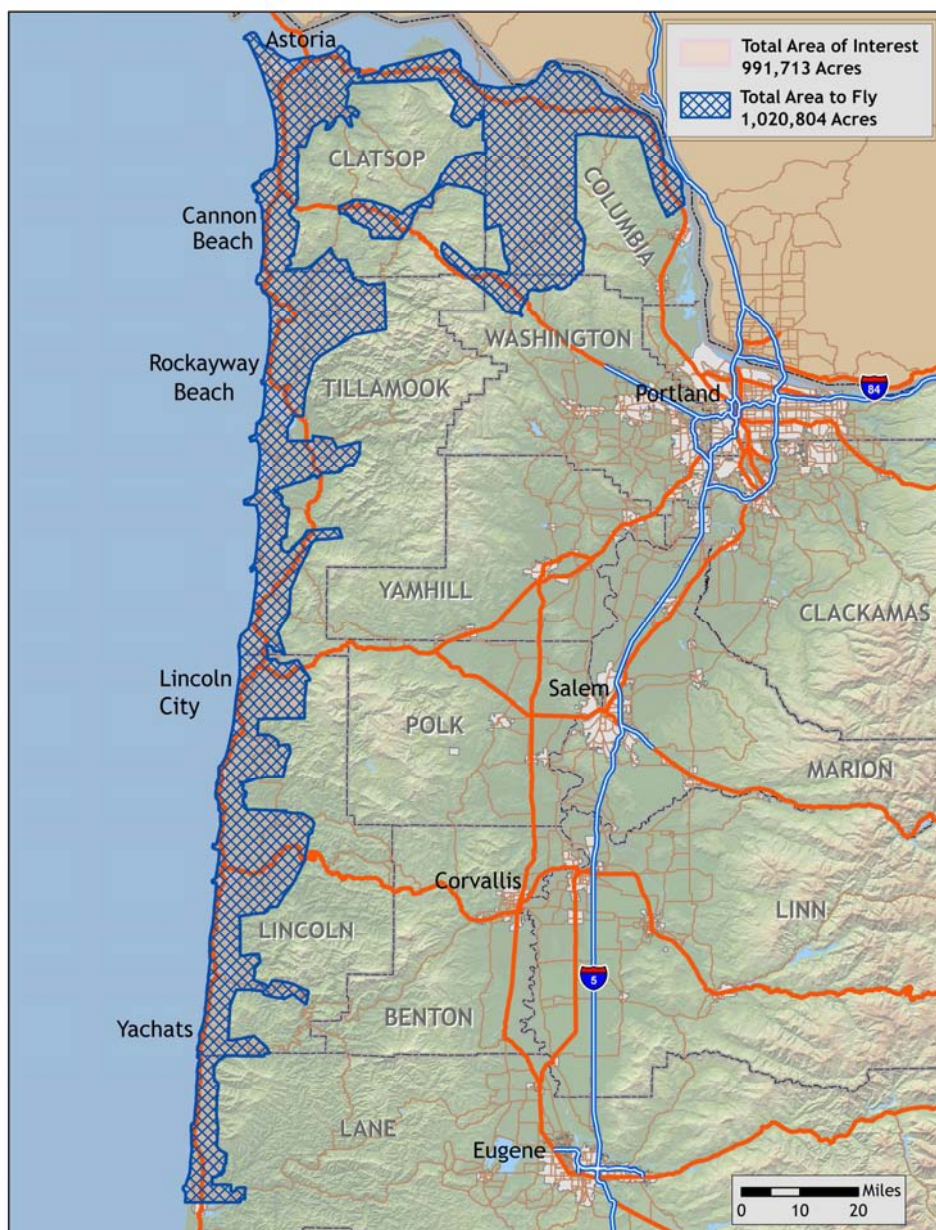 Astoria
Total Area of Interest
991,713 Acres
Total Area to Fly
1,020,804 Acres
CLATSOP
COLUMBIA
Cannon
Beach
WASHINGTON
Rockayway
Beach
TILLAMOOK
Portland
84
YAMHILL
CLACKAMAS
Lincoln
City
Salem
POLK
MARION
Corvallis
LINN
LINCOLN
5
Yachats
BENTON
LANE
Eugene
Miles
0 10 20